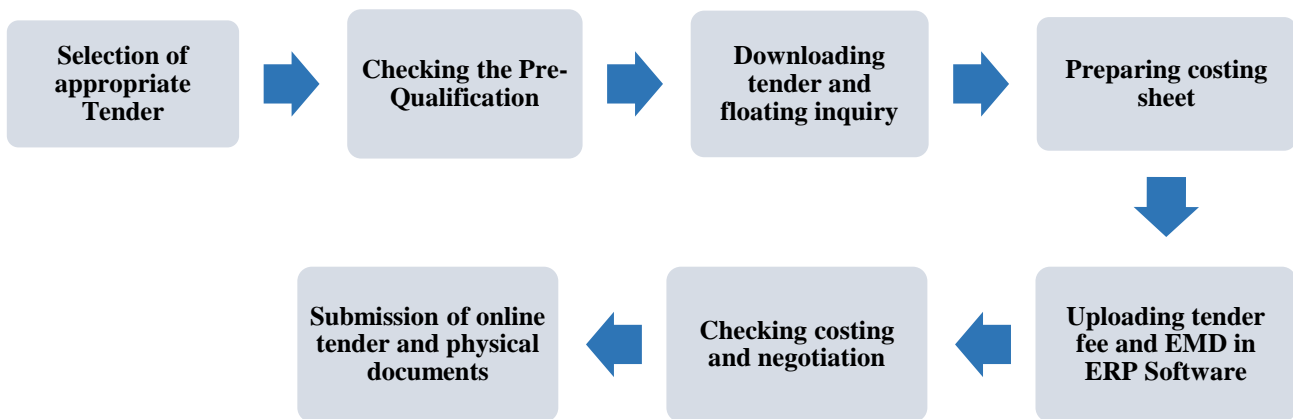 Selection of
appropriate
Tender
Checking the Pre-
Qualification
Downloading
tender and
floating inquiry
Preparing costing
sheet
Uploading tender
fee and EMD in
ERP Software
Checking costing
and negotiation
Submission of online
tender and physical
documents